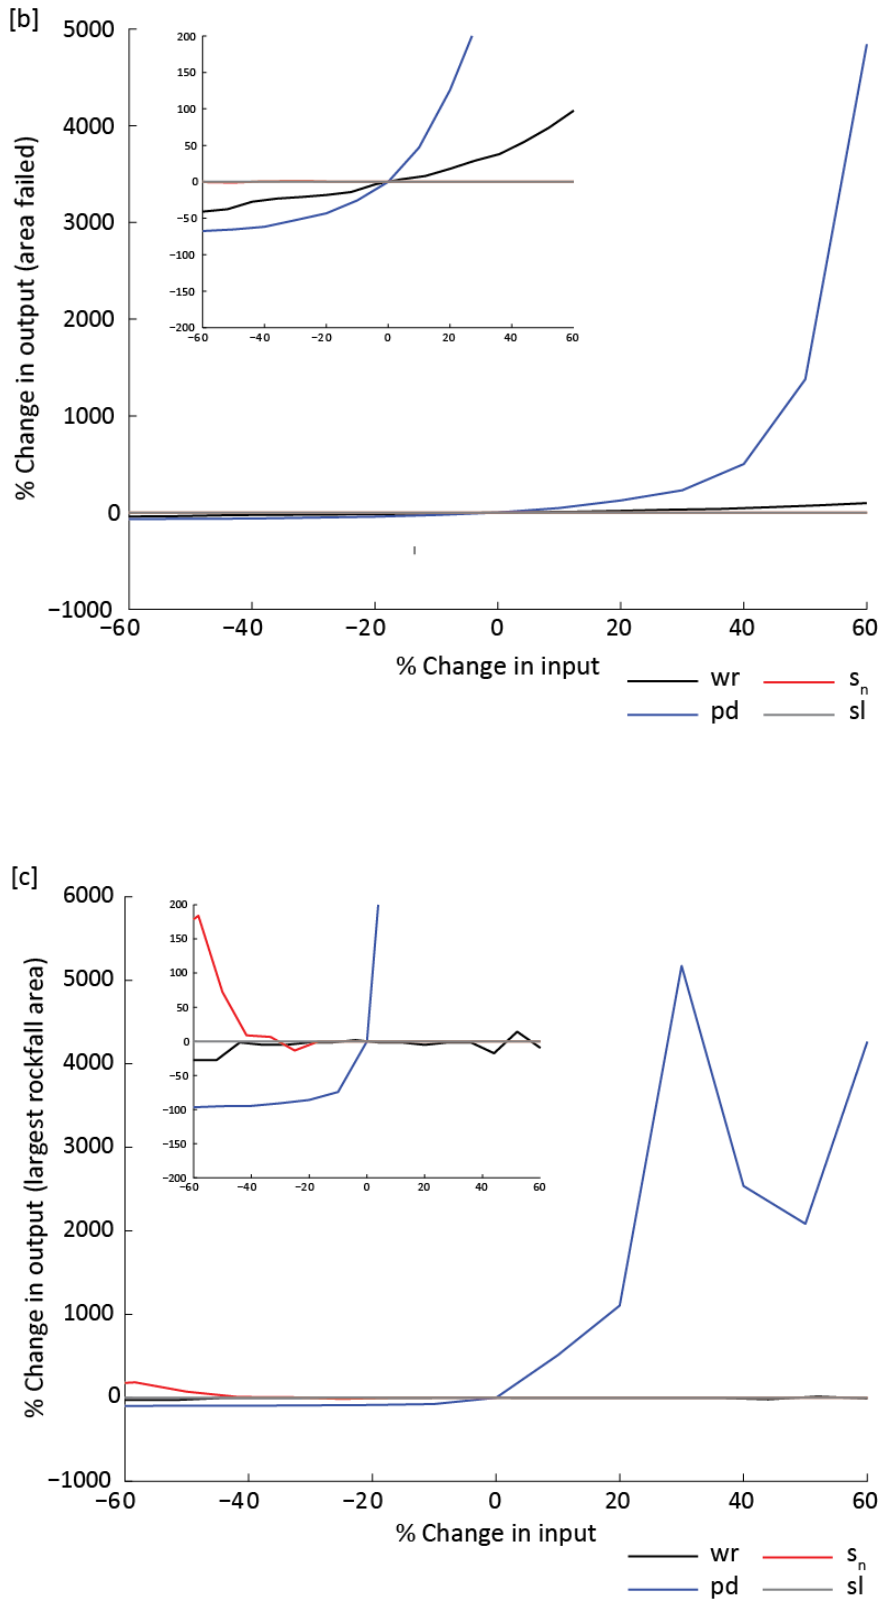 [b]
% Change in output (area failed)
5000
4000
3000
2000
1000
0
−1000
200
150
100
50
0
−50
−100
−150
−200
−60 −40 −20 0 20 40 60
−60 −40 −20 0 20 40 60
% Change in input
wr sn
pd sl
[c]
% Change in output (largest rockfall area)
6000
5000
4000
3000
2000
1000
0
−1000
200
150
100
50
0
−50
−100
−150
−200
−60 −40 −20 0 20 40 60
−60 −40 −20 0 20 40 60
% Change in input
wr sn
pd sl